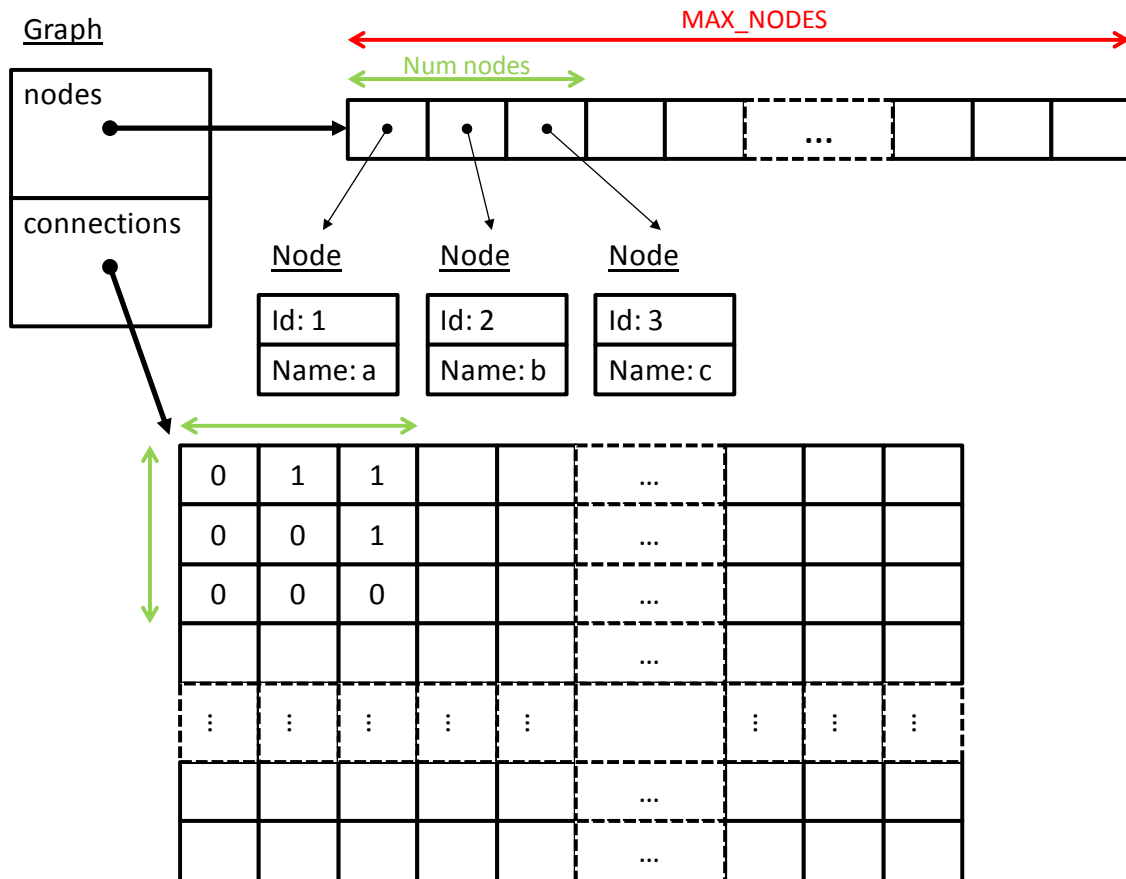 MAX_NODES
Graph
Num nodes
nodes
...
connections
Node Node Node
Id: 1 Id: 2 Id: 3
Name: a Name: b Name: c
0 1 1 ...
0 0 1 ...
0 0 0 ...
...
⋮ ⋮ ⋮ ⋮ ⋮ ⋮ ⋮ ⋮
...
...